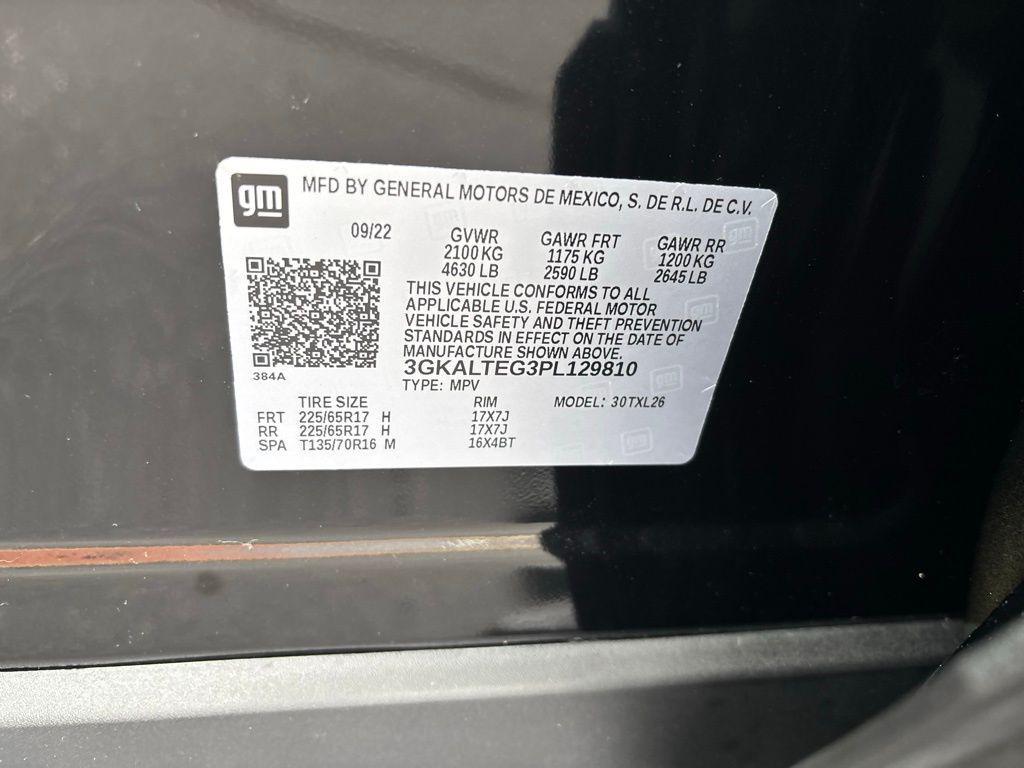 gm
MFD BY GENERAL MOTORS DE MEXICO, S. DE R.L. DE C.V.
09/22
GVWR GAWR FRT GAWR RR
2100 KG 1175 KG 1200 KG
4630 LB 2590 LB 2645 LB
THIS VEHICLE CONFORMS TO ALL
APPLICABLE U.S. FEDERAL MOTOR
VEHICLE SAFETY AND THEFT PREVENTION
STANDARDS IN EFFECT ON THE DATE OF
MANUFACTURE SHOWN ABOVE.
3GKALTEG3PL129810
384A
TYPE: MPV
TIRE SIZE RIM MODEL: 30TXL26
FRT 225/65R17 H 17X7J
RR 225/65R17 H 17X7J
SPA T135/70R16 M 16X4BT